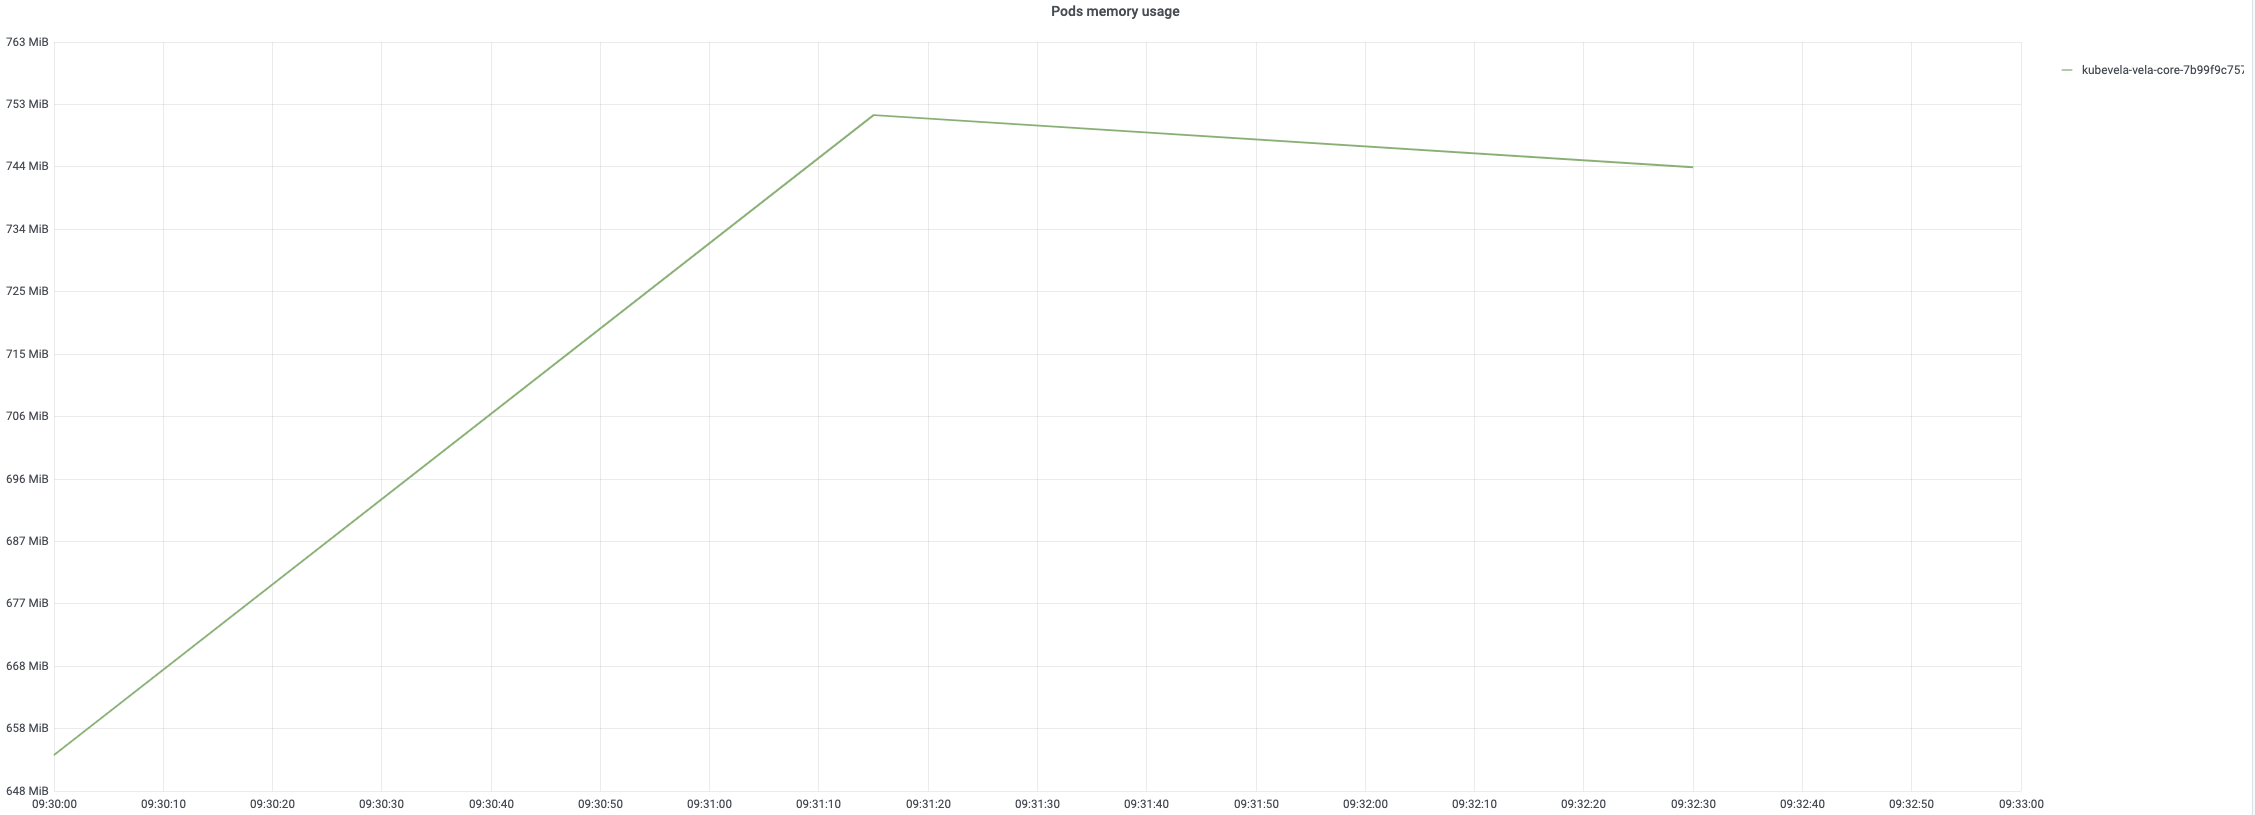 Pods memory usage
763 MiB
753 MiB
744 MiB
734 MiB
725 MiB
715 MiB
706 MiB
696 MiB
687 MiB
677 MiB
668 MiB
658 MiB
648 MiB
09:30:00 09:30:10 09:30:20 09:30:30 09:30:40 09:30:50 09:31:00 09:31:10 09:31:20 09:31:30 09:31:40 09:31:50 09:32:00 09:32:10 09:32:20 09:32:30 09:32:40 09:32:50 09:33:00
kubevela-vela-core-7b99f9c757